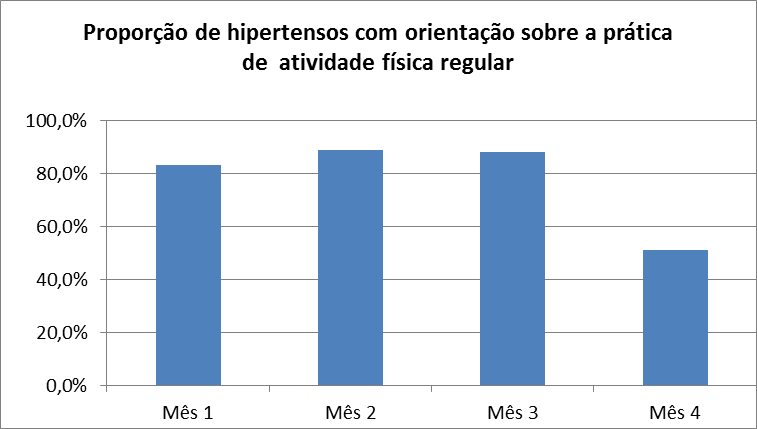 Proporção de hipertensos com orientação sobre a prática
de atividade física regular
100,0%
80,0%
60,0%
40,0%
20,0%
0,0%
Mês 1 Mês 2 Mês 3 Mês 4